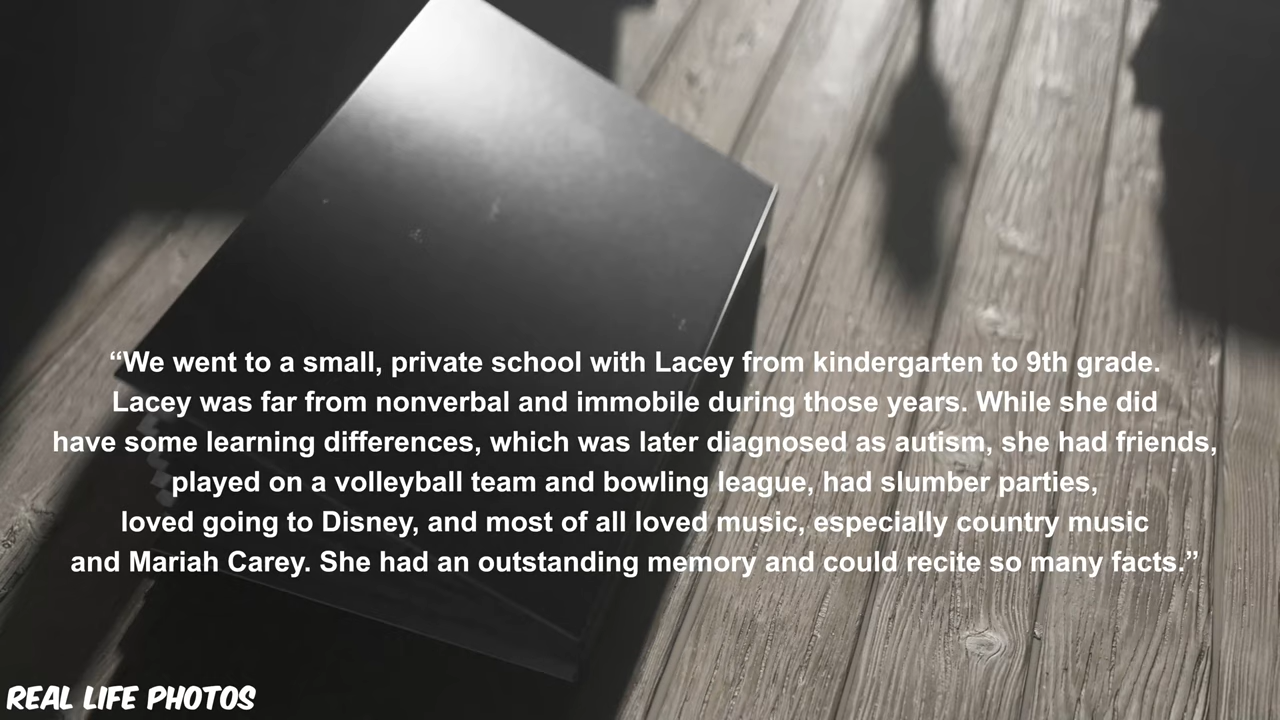 “We went to a small, private school with Lacey from kindergarten to 9th grade.
Lacey was far from nonverbal and immobile during those years. While she did
have some learning differences, which was later diagnosed as autism, she had friends,
played on a volleyball team and bowling league, had slumber parties,
loved going to Disney, and most of all loved music, especially country music
and Mariah Carey. She had an outstanding memory and could recite so many facts.”
REAL LIFE PHOTOS